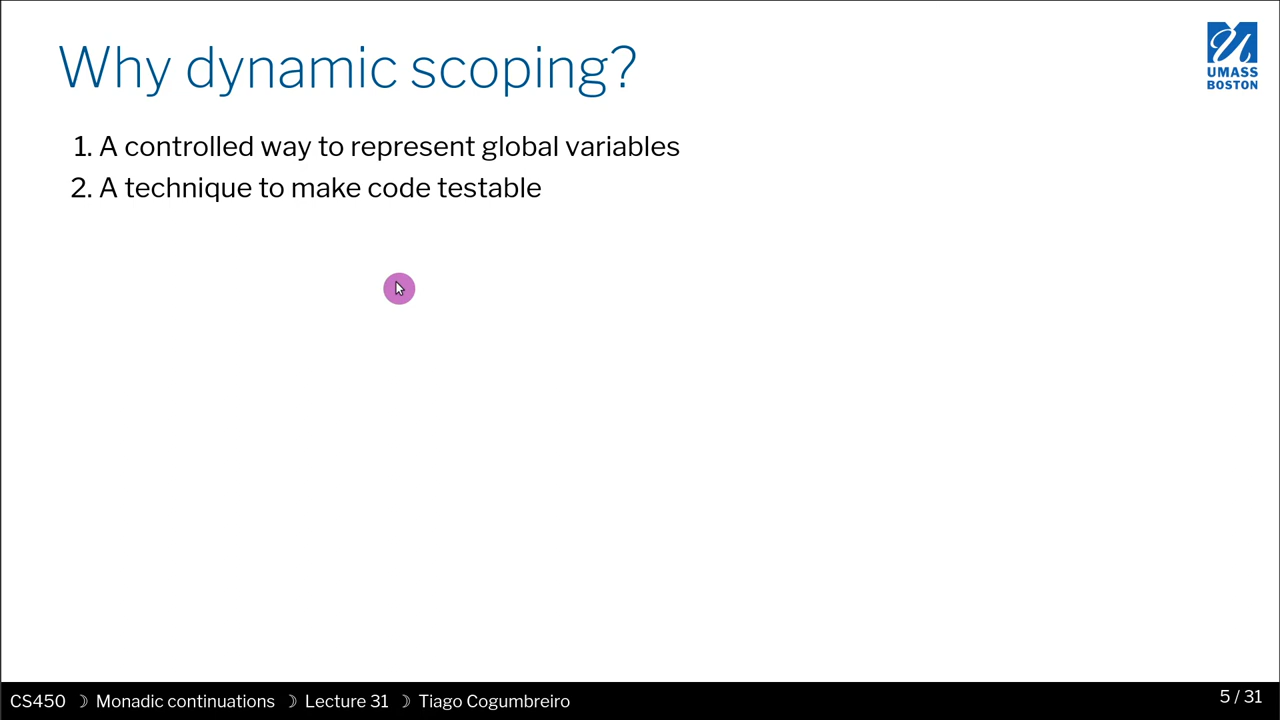 Why dynamic scoping?
UMASS
BOSTON
1. A controlled way to represent global variables
2. A technique to make code testable
CS450 ☽ Monadic continuations ☽ Lecture 31 ☽ Tiago Cogumbreiro
5 / 31